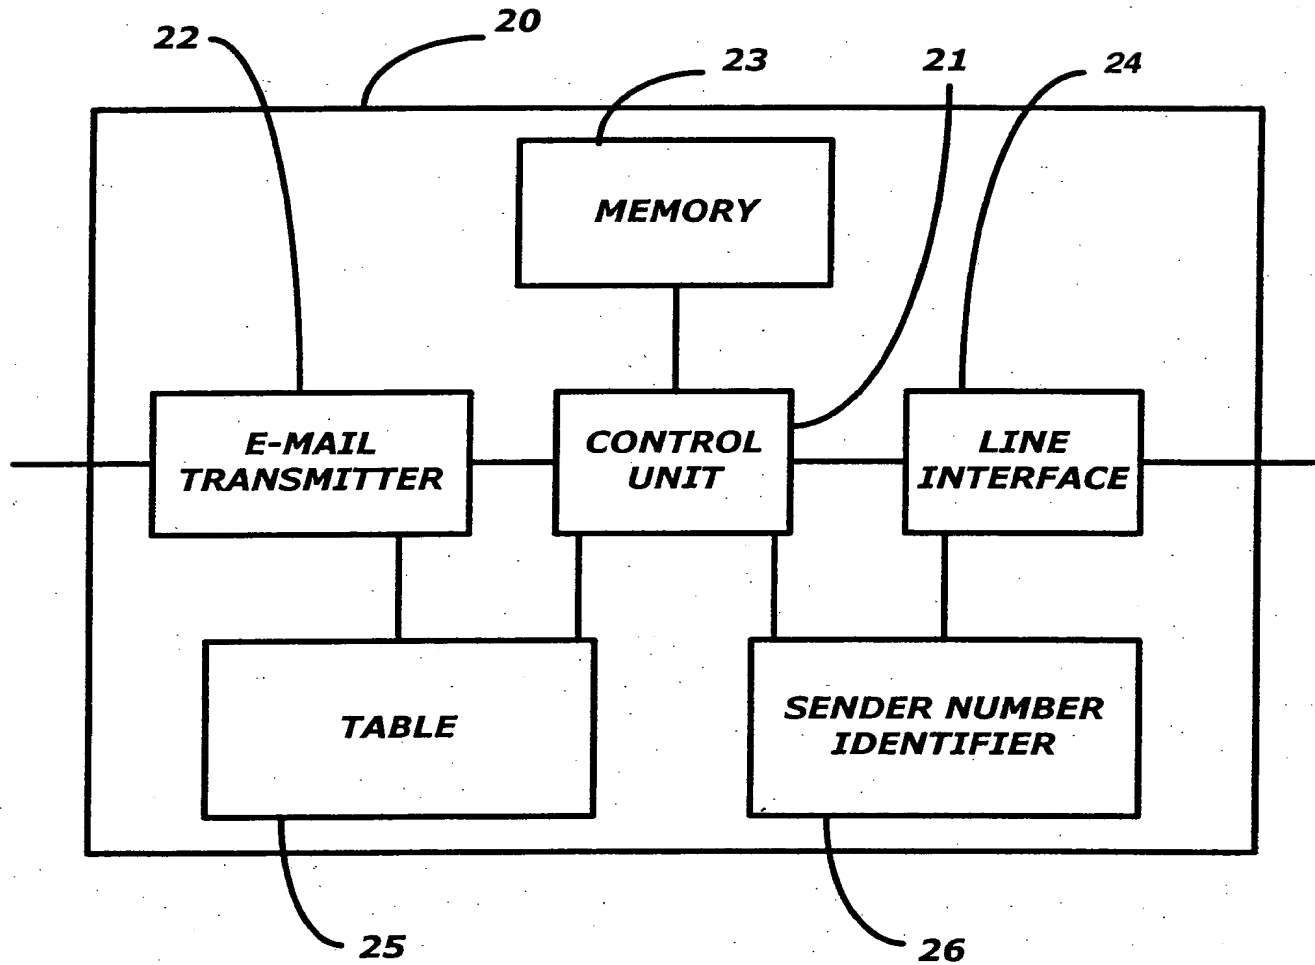 20
22
23
21
24
MEMORY
E-MAIL
TRANSMITTER
CONTROL
UNIT
LINE
INTERFACE
TABLE
SENDER NUMBER
IDENTIFIER
25
26